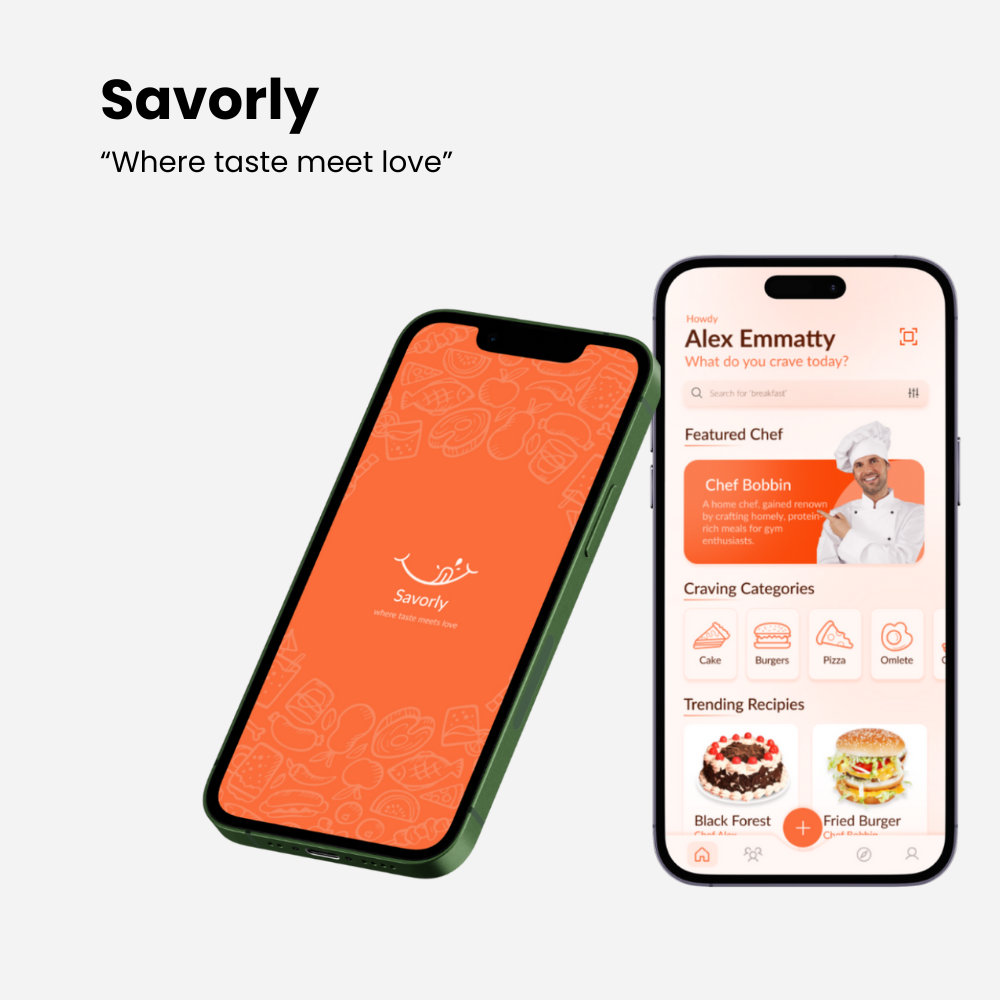 Savorly
“Where taste meet love”
Savorly
where taste meets love
Howdy
Alex Emmatty
What do you crave today?
Search for 'breakfast'
Featured Chef
Chef Bobbin
A home chef, gained renown
by crafting homely, protein-
rich meals for gym
enthusiasts.
Craving Categories
Cake
Burgers
Pizza
Omlete
Trending Recipies
Black Forest
Fried Burger
Chef Alex
Chef Bobbin